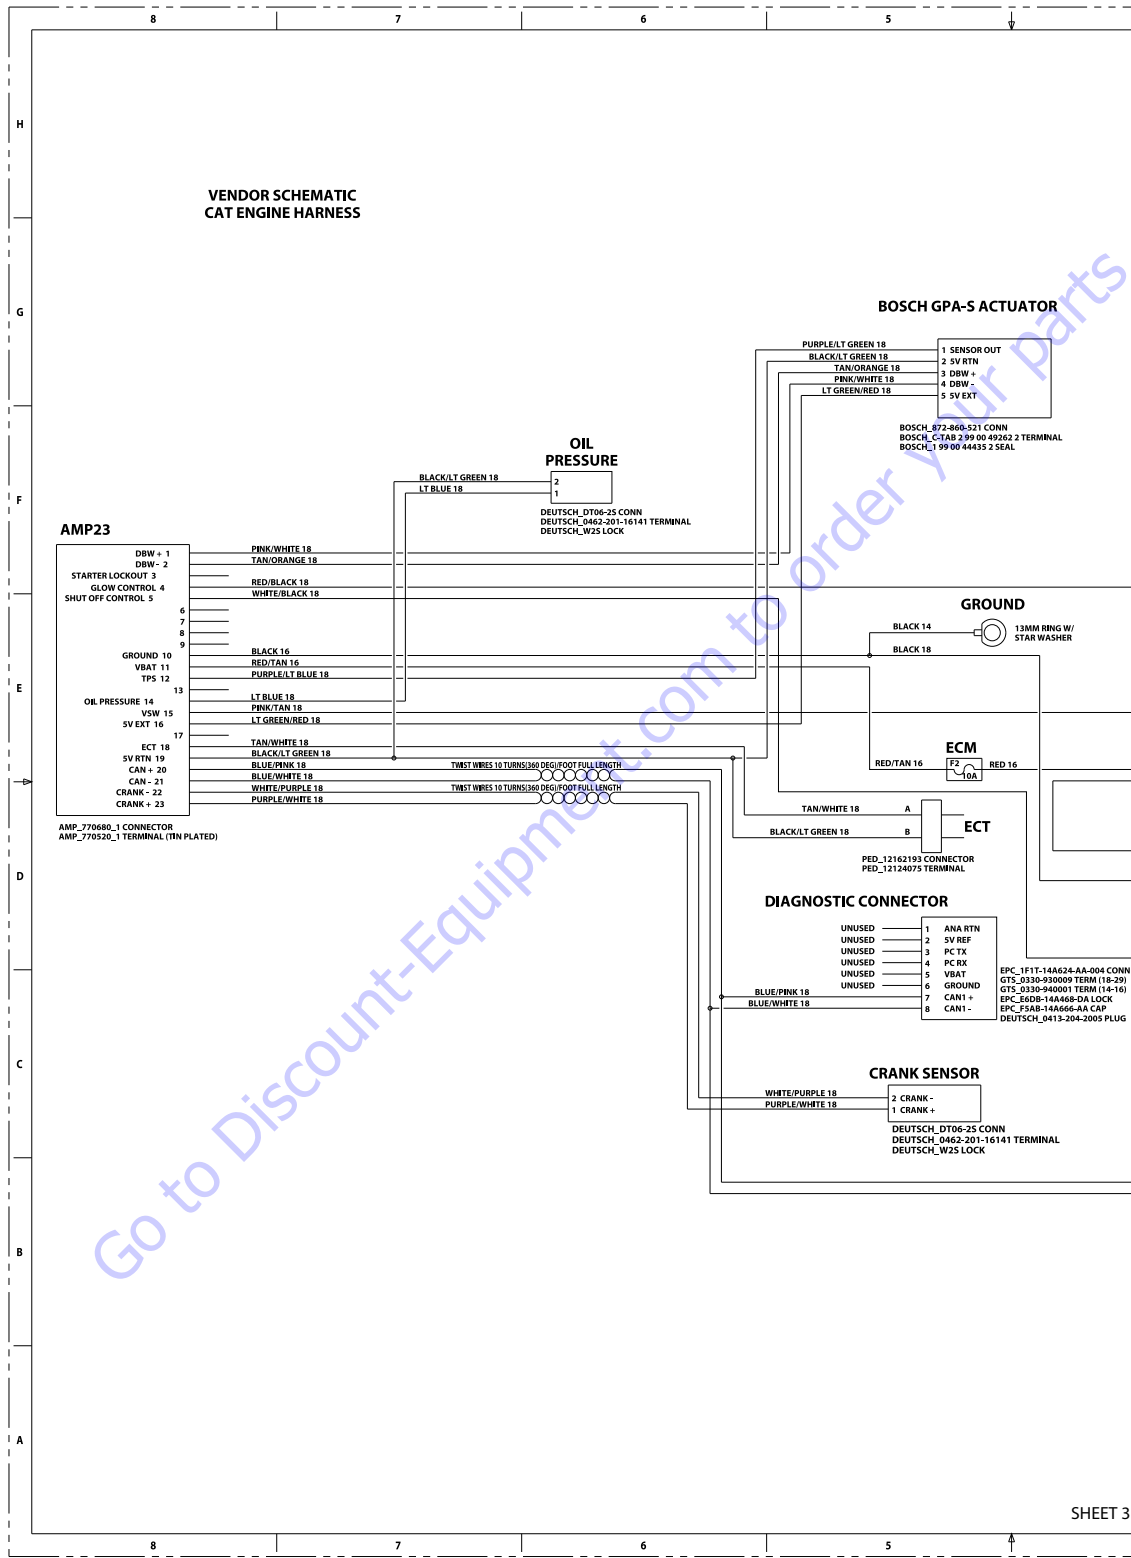 8 7 6 5
H
VENDOR SCHEMATIC
CAT ENGINE HARNESS
G
BOSCH GPA-S ACTUATOR
PURPLE/LT GREEN 18
BLACK/LT GREEN 18
TAN/ORANGE 18
PINK/WHITE 18
LT GREEN/RED 18
1 SENSOR OUT
2 5V RTN
3 DBW +
4 DBW -
5 5V EXT
BOSCH_872-860-521 CONN
BOSCH_C-TAB 2 99 00 49262 2 TERMINAL
BOSCH_1 99 00 44435 2 SEAL
OIL
PRESSURE
BLACK/LT GREEN 18
LT BLUE 18
2
1
DEUTSCH_DT06-2S CONN
DEUTSCH_0462-201-16141 TERMINAL
DEUTSCH_W2S LOCK
F
AMP23
DBW + 1 PINK/WHITE 18
DBW - 2 TAN/ORANGE 18
STARTER LOCKOUT 3
GLOW CONTROL 4 RED/BLACK 18
SHUT OFF CONTROL 5 WHITE/BLACK 18
6
7
8
9
GROUND 10 BLACK 16
VBAT 11 RED/TAN 16
TPS 12 PURPLE/LT BLUE 18
13
OIL PRESSURE 14 LT BLUE 18
VSW 15 PINK/TAN 18
5V EXT 16 LT GREEN/RED 18
17
ECT 18 TAN/WHITE 18
5V RTN 19 BLACK/LT GREEN 18
CAN + 20 BLUE/PINK 18 TWIST WIRES 10 TURNS(360 DEG)/FOOT FULL LENGTH
CAN - 21 BLUE/WHITE 18
CRANK - 22 WHITE/PURPLE 18 TWIST WIRES 10 TURNS(360 DEG)/FOOT FULL LENGTH
CRANK + 23 PURPLE/WHITE 18
AMP_770680_1 CONNECTOR
AMP_770520_1 TERMINAL (TIN PLATED)
GROUND
BLACK 14
BLACK 18
13MM RING W/
STAR WASHER
E
ECM
RED/TAN 16 F2 10A RED 16
TAN/WHITE 18 A
BLACK/LT GREEN 18 B
ECT
PED_12162193 CONNECTOR
PED_12124075 TERMINAL
D
DIAGNOSTIC CONNECTOR
UNUSED 1 ANA RTN
UNUSED 2 5V REF
UNUSED 3 PC TX
UNUSED 4 PC RX
UNUSED 5 VBAT
UNUSED 6 GROUND
BLUE/PINK 18 7 CAN1 +
BLUE/WHITE 18 8 CAN1 -
EPC_1F1T-14A624-AA-004 CONN
GTS_0330-930009 TERM (18-29)
GTS_0330-940001 TERM (14-16)
EPC_E6DB-14A468-DA LOCK
EPC_F5AB-14A666-AA CAP
DEUTSCH_0413-204-2005 PLUG
C
CRANK SENSOR
WHITE/PURPLE 18 2 CRANK -
PURPLE/WHITE 18 1 CRANK +
DEUTSCH_DT06-2S CONN
DEUTSCH_0462-201-16141 TERMINAL
DEUTSCH_W2S LOCK
B
A
SHEET 3
8 7 6 5
Go to Discount-Equipment.com to order your parts